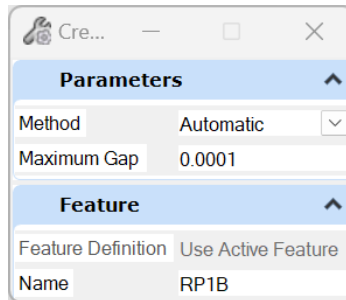 Cre...
Parameters
Method Automatic
Maximum Gap 0.0001
Feature
Feature Definition Use Active Feature
Name RP1B